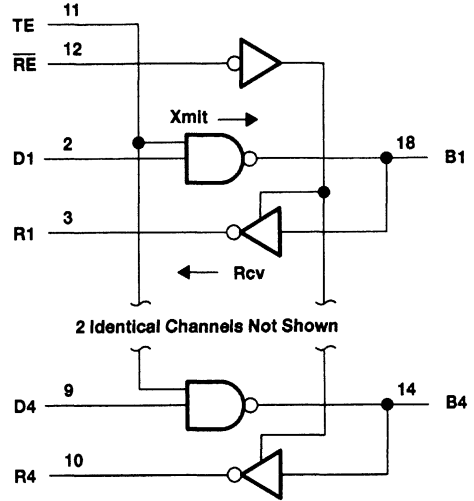 TE 11
R̅E̅ 12
Xmit
D1 2 18 B1
R1 3
Rcv
2 Identical Channels Not Shown
D4 9 14 B4
R4 10